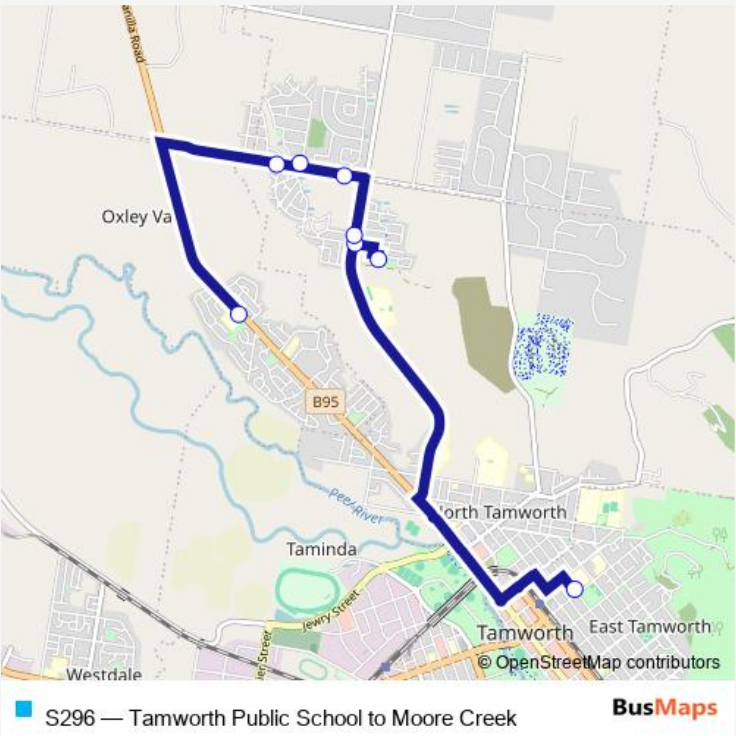 anilla Road
Oxley Va
B95
Peel River
North Tamworth
Taminda
Jewry Street
Tamworth
East Tamworth
Westdale
© OpenStreetMap contributors
S296 — Tamworth Public School to Moore Creek
BusMaps